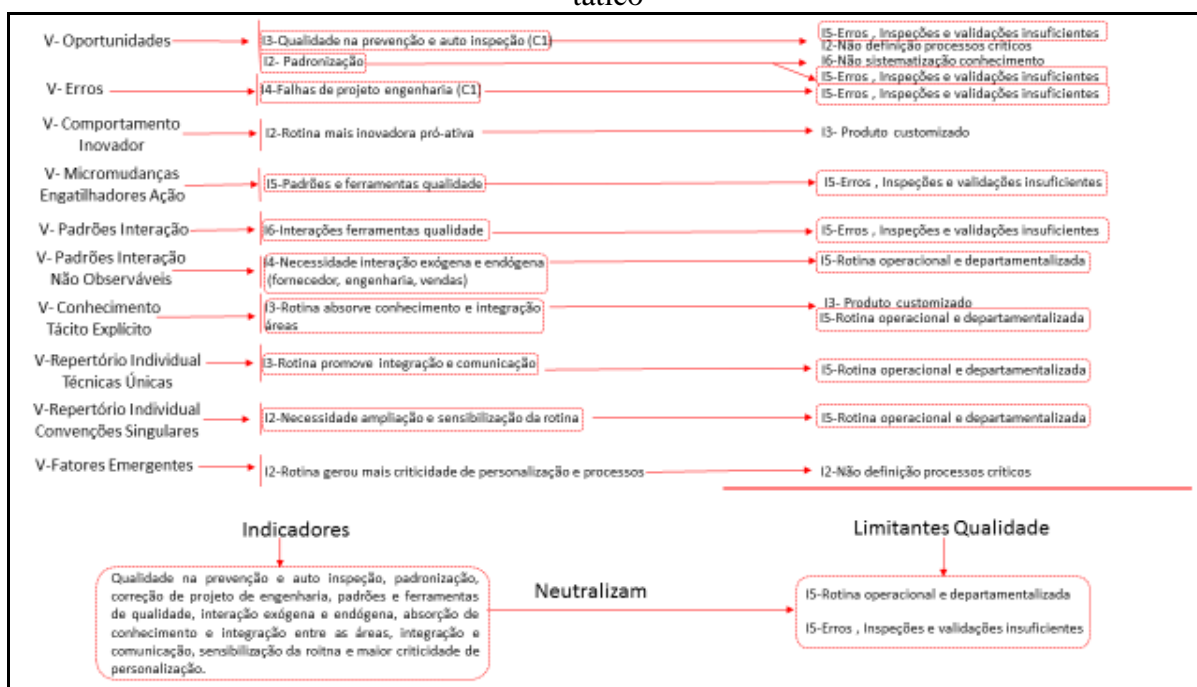 tático
V- Oportunidades
I3-Qualidade na prevenção e auto inspeção (C1)
I5-Erros , Inspeções e validações insuficientes
I2-Não definição processos críticos
I2- Padronização
I6-Não sistematização conhecimento
I5-Erros , Inspeções e validações insuficientes
V- Erros
I4-Falhas de projeto engenharia (C1)
I5-Erros , Inspeções e validações insuficientes
V- Comportamento
Inovador
I2-Rotina mais inovadora pró-ativa
I3- Produto customizado
V- Micromudanças
Engatilhadores Ação
I5-Padrões e ferramentas qualidade
I5-Erros , Inspeções e validações insuficientes
V- Padrões Interação
I6-Interações ferramentas qualidade
I5-Erros , Inspeções e validações insuficientes
V- Padrões Interação
Não Observáveis
I4-Necessidade interação exógena e endógena
(fornecedor, engenharia, vendas)
I5-Rotina operacional e departamentalizada
V- Conhecimento
Tácito Explícito
I3-Rotina absorve conhecimento e integração
áreas
I3- Produto customizado
I5-Rotina operacional e departamentalizada
V-Repertório Individual
Técnicas Únicas
I3-Rotina promove integração e comunicação
I5-Rotina operacional e departamentalizada
V-Repertório Individual
Convenções Singulares
I2-Necessidade ampliação e sensibilização da rotina
I5-Rotina operacional e departamentalizada
V-Fatores Emergentes
I2-Rotina gerou mais criticidade de personalização e processos
I2-Não definição processos críticos
Indicadores
Limitantes Qualidade
Qualidade na prevenção e auto inspeção, padronização,
correção de projeto de engenharia, padrões e ferramentas
de qualidade, interação exógena e endógena, absorção de
conhecimento e integração entre as áreas, integração e
comunicação, sensibilização da roitna e maior criticidade de
personalização.
Neutralizam
I5-Rotina operacional e departamentalizada
I5-Erros , Inspeções e validações insuficientes